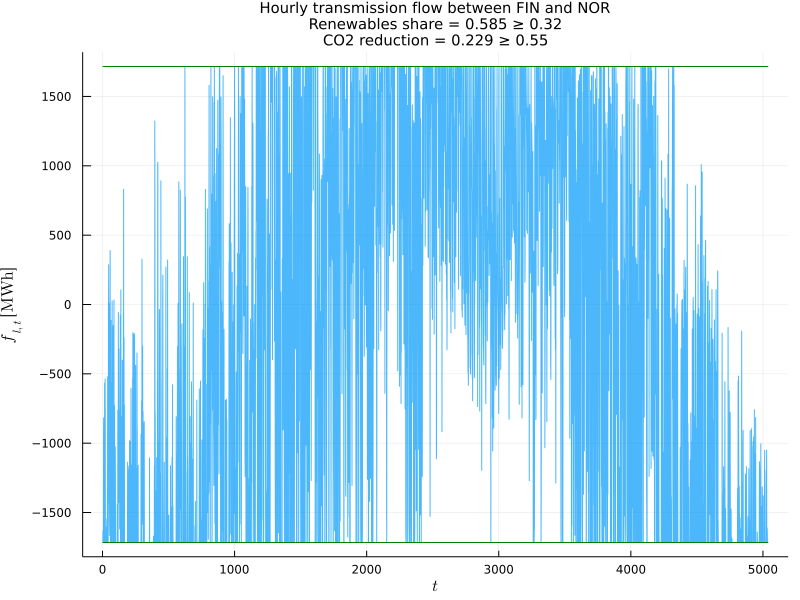 Hourly transmission flow between FIN and NOR
Renewables share = 0.585 ≥ 0.32
CO2 reduction = 0.229 ≥ 0.55
1500
1000
500
0
−500
−1000
−1500
f_{l,t} [MWh]
0 1000 2000 3000 4000 5000
t